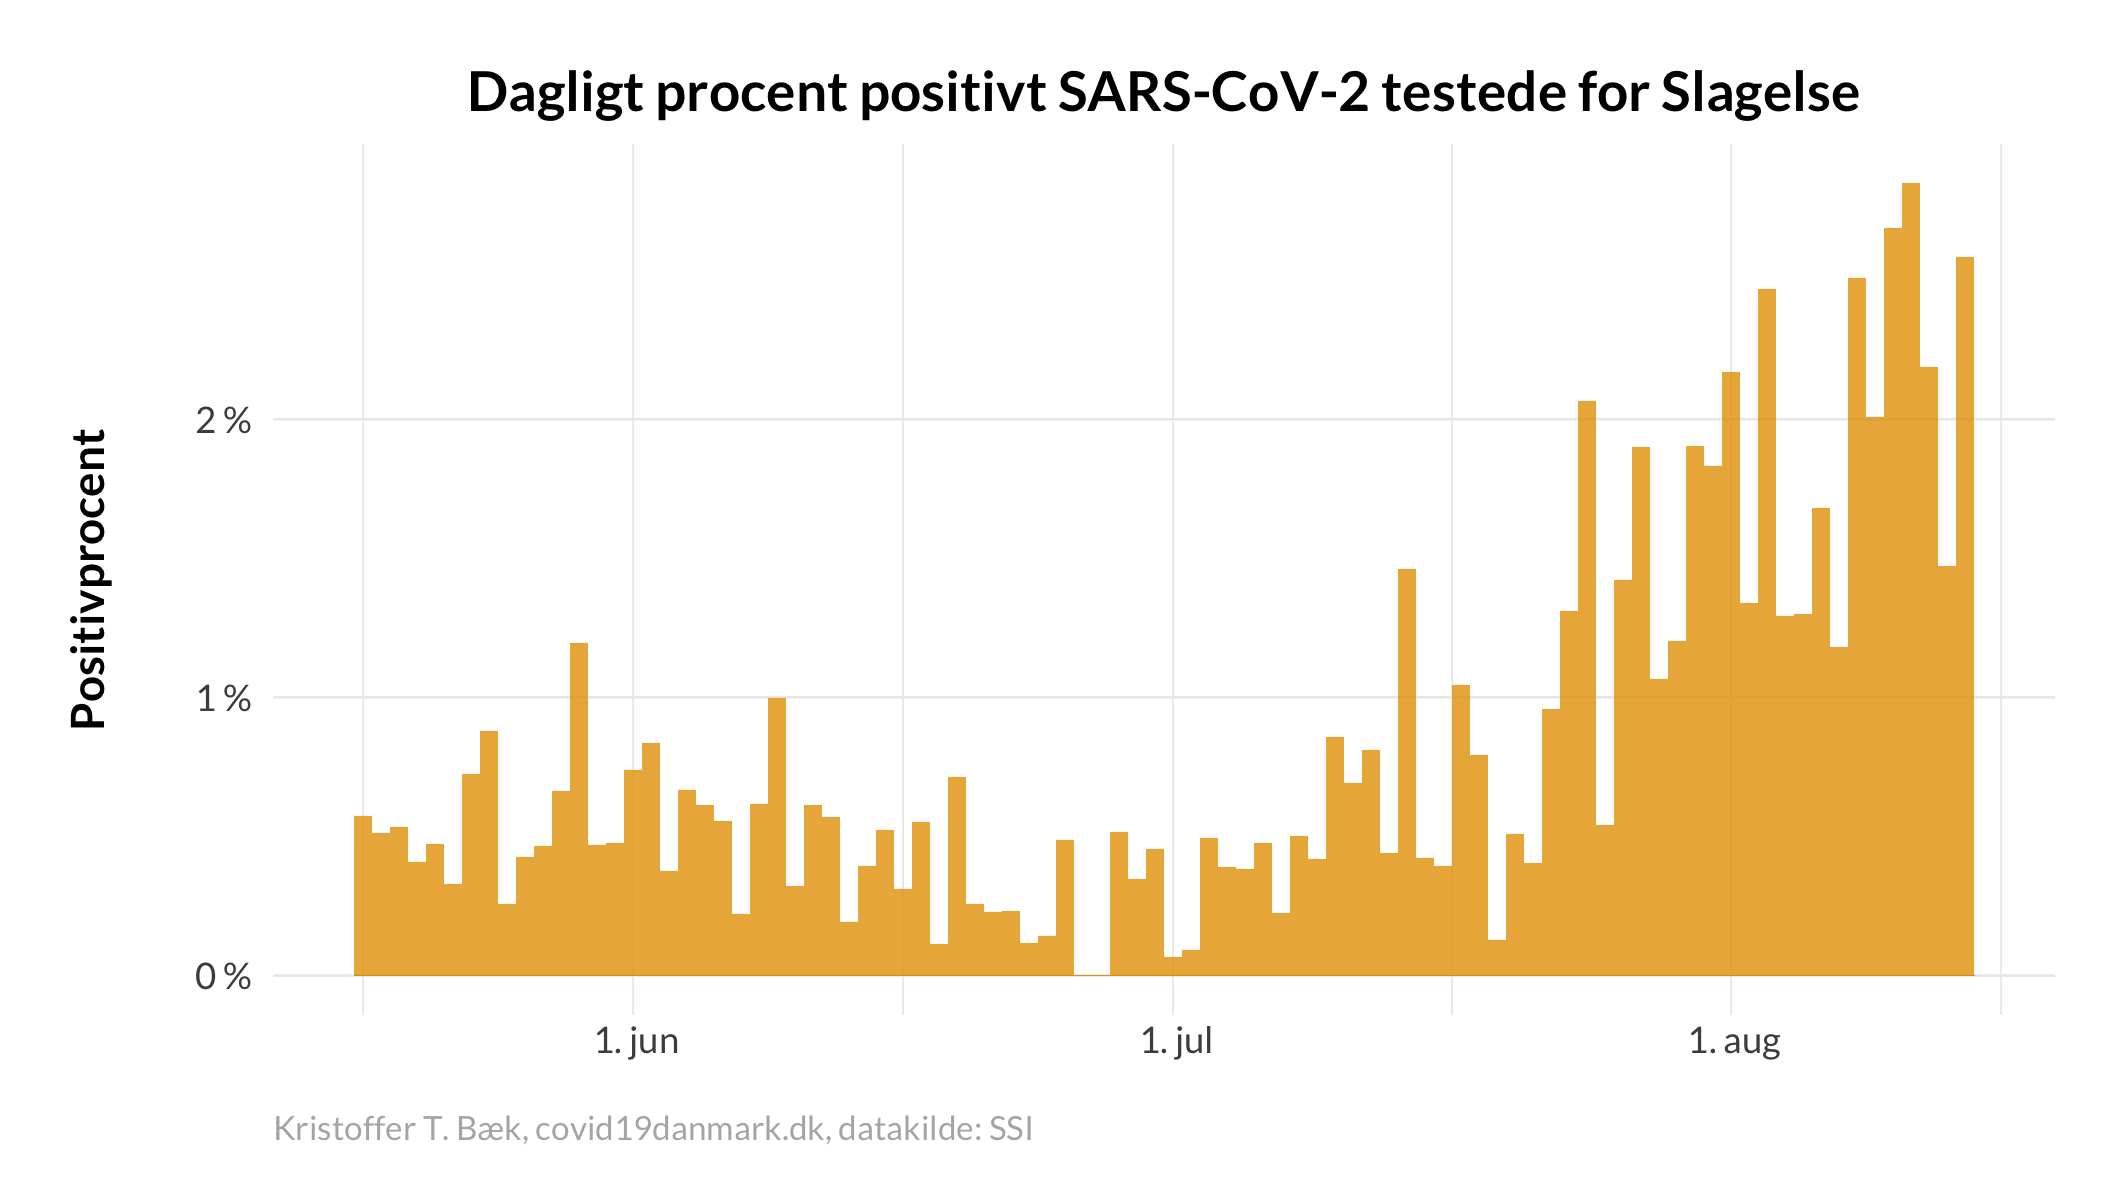 Dagligt procent positivt SARS-CoV-2 testede for Slagelse
Positivprocent
2 %
1 %
0 %
1. jun
1. jul
1. aug
Kristoffer T. Bæk, covid19danmark.dk, datakilde: SSI